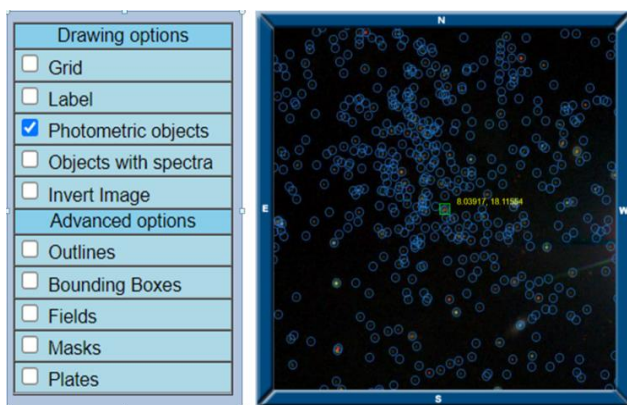 Drawing options
Grid
Label
Photometric objects
Objects with spectra
Invert Image
Advanced options
Outlines
Bounding Boxes
Fields
Masks
Plates
N
E
8.03917, 18.11554
W
S